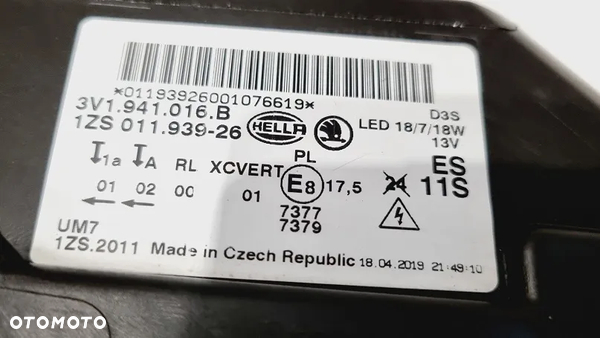 *01193926001076619*
3V1.941.016.B
1ZS 011.939-26 HELLA LED 18/7/18W
D3S
13V
PL
1a A RL XCVERT E8 17,5 24 ES
11S
01 02 00 01
7377
7379
UM7
1ZS.2011 Made in Czech Republic 18.04.2019 21:49:10
OTOMOTO